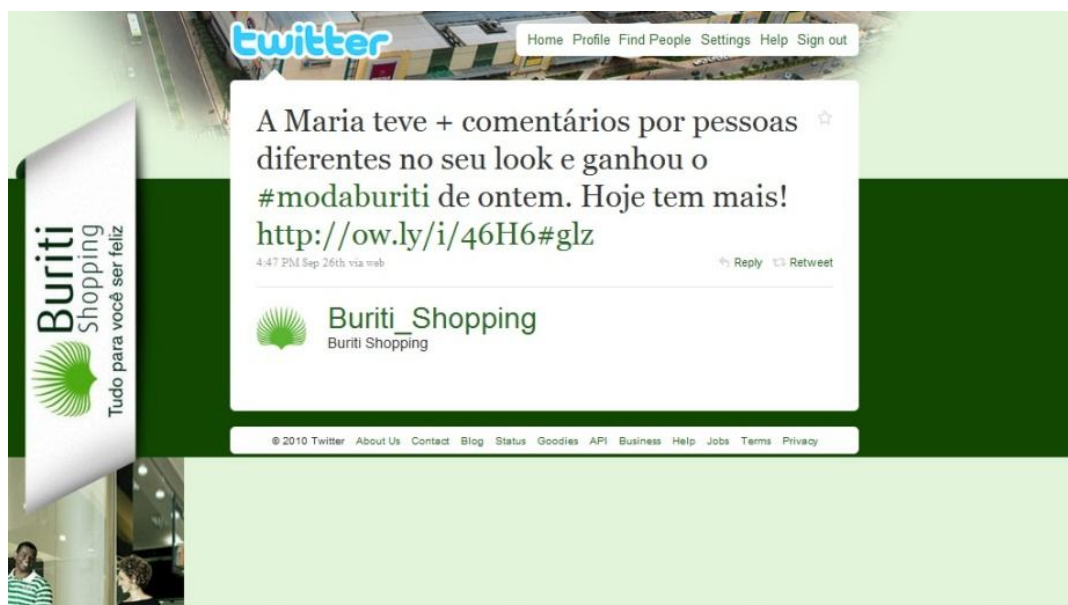 twitter
Home Profile Find People Settings Help Sign out
A Maria teve + comentários por pessoas
diferentes no seu look e ganhou o
#modaburiti de ontem. Hoje tem mais!
http://ow.ly/i/46H6#glz
4:47 PM Sep 26th via web
Reply Retweet
Buriti_Shopping
Buriti Shopping
© 2010 Twitter About Us Contact Blog Status Goodies API Business Help Jobs Terms Privacy
Buriti
Shopping
Tudo para você ser feliz